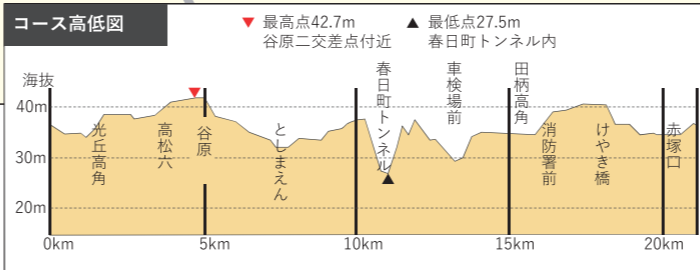 コース高低図
▼ 最高点42.7m
谷原二交差点付近
▲ 最低点27.5m
春日町トンネル内
海抜
40m
30m
20m
光丘高角
高松六
谷原
としまえん
春日町トンネル
車検場前
田柄高角
消防署前
けやき橋
赤塚口
0km
5km
10km
15km
20km